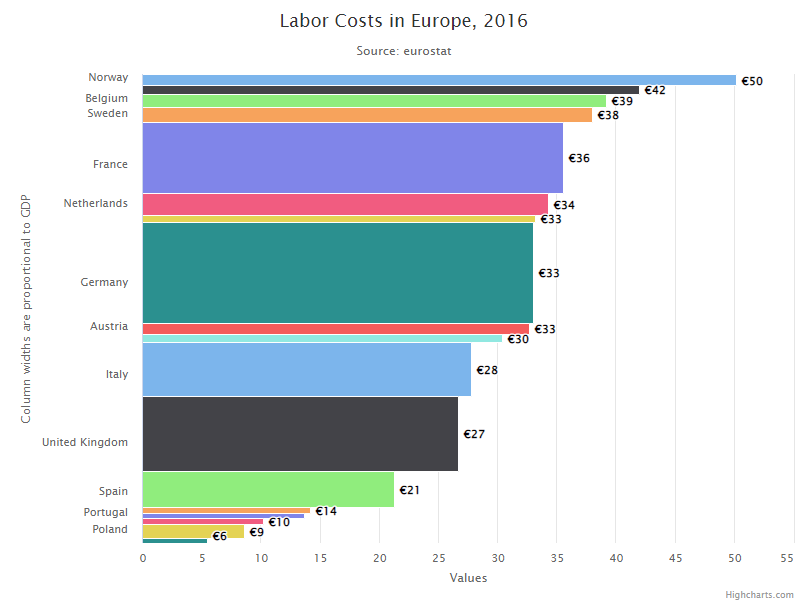 Labor Costs in Europe, 2016
Source: eurostat
Column widths are proportional to GDP
Norway €50
€42
Belgium €39
Sweden €38
France €36
Netherlands €34
€33
Germany €33
Austria €33
€30
Italy €28
United Kingdom €27
Spain €21
Portugal €14
€10
Poland €9
€6
0 5 10 15 20 25 30 35 40 45 50 55
Values
Highcharts.com